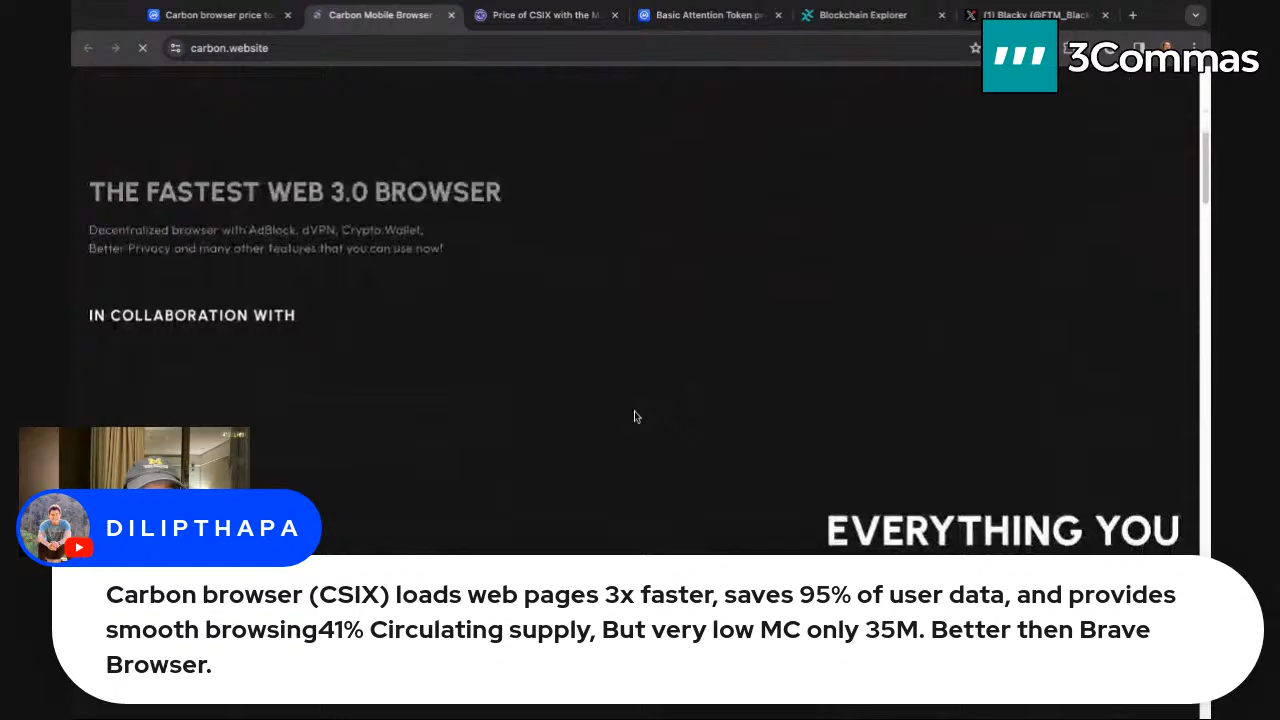 Carbon browser price to
Carbon Mobile Browser
Price of CSIX with the M
Basic Attention Token p
Blockchain Explorer
(1) Blacky (@FTM_Black
carbon.website
3Commas
THE FASTEST WEB 3.0 BROWSER
Decentralized browser with AdBlock, dVPN, Crypto Wallet,
Better Privacy and many other features that you can use now!
IN COLLABORATION WITH
EVERYTHING YOU
DILIPTHAPA
Carbon browser (CSIX) loads web pages 3x faster, saves 95% of user data, and provides
smooth browsing41% Circulating supply, But very low MC only 35M. Better then Brave
Browser.